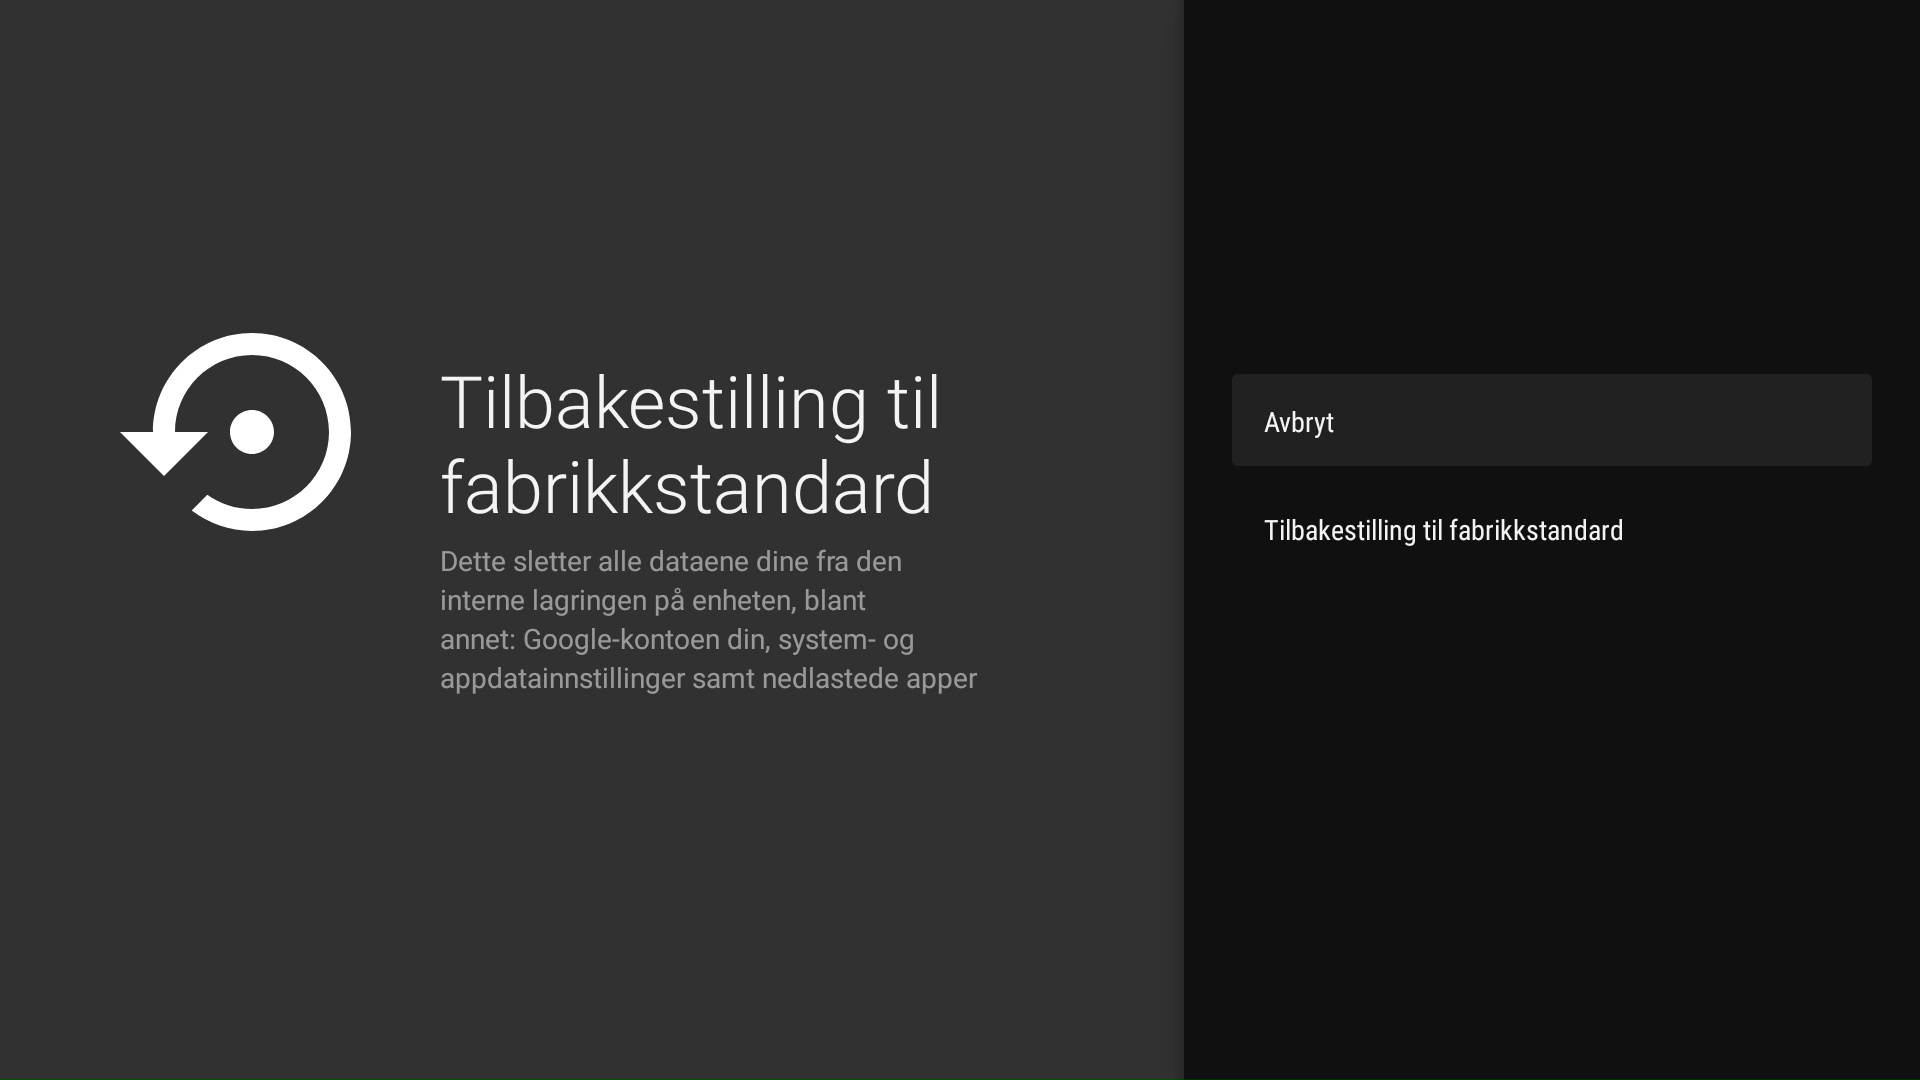 Tilbakestilling til
fabrikkstandard
Dette sletter alle dataene dine fra den
interne lagringen på enheten, blant
annet: Google-kontoen din, system- og
appdatainnstillinger samt nedlastede apper
Avbryt
Tilbakestilling til fabrikkstandard